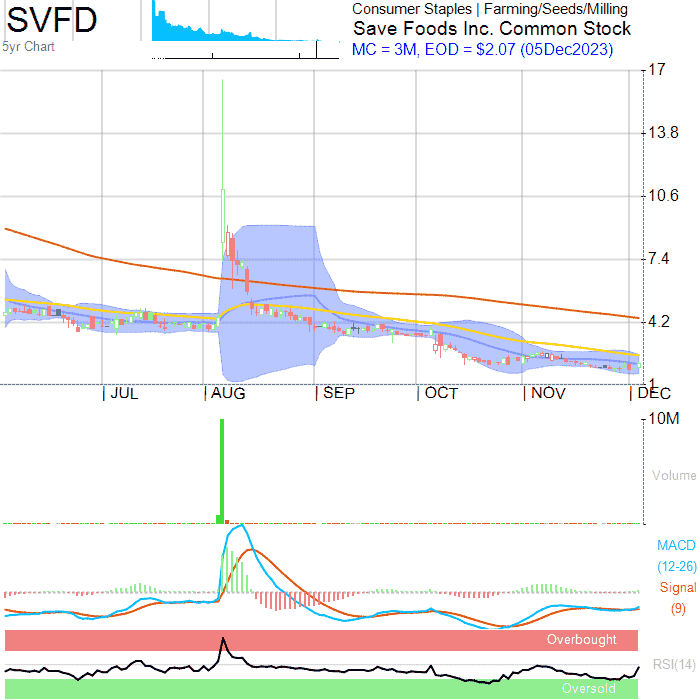 SVFD
5yr Chart
Consumer Staples | Farming/Seeds/Milling
Save Foods Inc. Common Stock
MC = 3M, EOD = $2.07 (05Dec2023)
17
13.8
10.6
7.4
4.2
1
| JUL | AUG | SEP | OCT | NOV | DEC
10M
Volume
MACD
(12-26)
Signal
(9)
Overbought
RSI(14)
Oversold